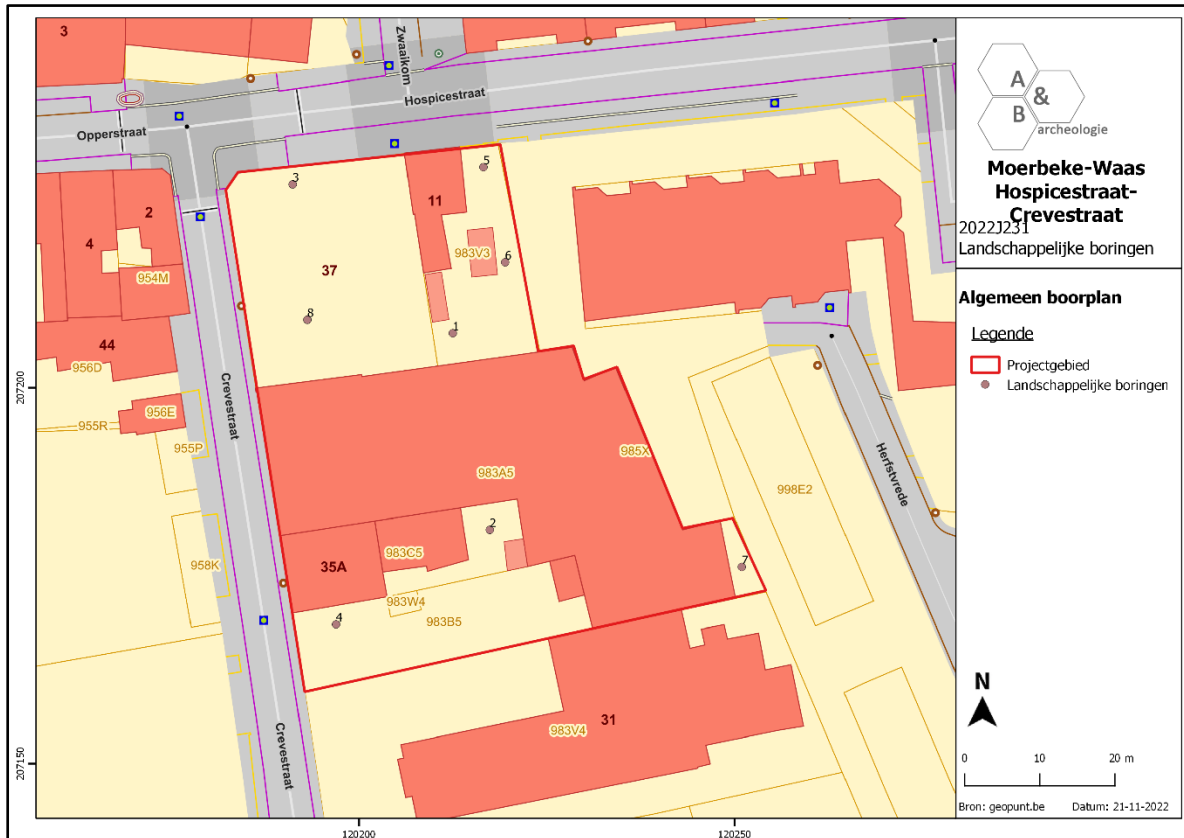 3
Zwaaikom
Hospicestraat
Opperstraat
3
5
11
2
4
954M
37
983V3
6
8
1
44
956D
956E
955R
955P
Crevestraat
985X
983A5
998E2
Herfstvrede
958K
2
983C5
35A
7
983W4
983B5
4
31
983V4
Crevestraat
207200
207150
120200
120250
A
&
B
archeologie
Moerbeke-Waas
Hospicestraat-
Crevestraat
2022J231
Landschappelijke boringen
Algemeen boorplan
Legende
Projectgebied
Landschappelijke boringen
N
0 10 20 m
Bron: geopunt.be Datum: 21-11-2022